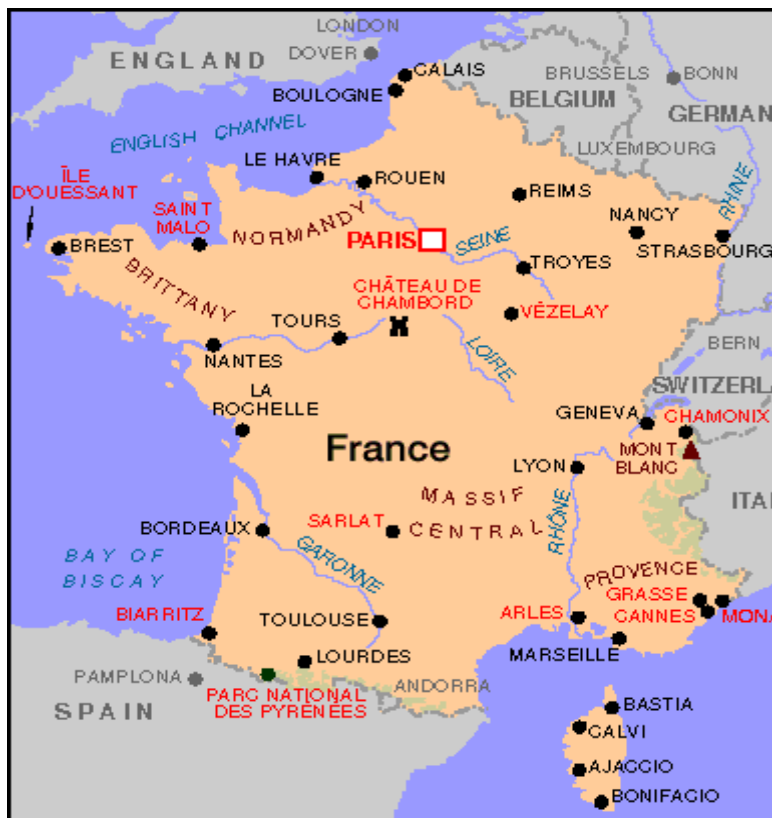 LONDON
DOVER
ENGLAND
CALAIS
BRUSSELS
BONN
BOULOGNE
BELGIUM
GERMAN
ENGLISH CHANNEL
LUXEMBOURG
LE HAVRE
ROUEN
ÎLE
D'OUESSANT
REIMS
RHINE
SAINT
MALO
NORMANDY
NANCY
PARIS
SEINE
STRASBOURG
BREST
TROYES
BRITTANY
CHÂTEAU DE
CHAMBORD
VÉZELAY
TOURS
NANTES
LOIRE
BERN
SWITZERLA
LA
ROCHELLE
GENEVA
CHAMONIX
France
MONT
BLANC
LYON
ITA
MASSIF
CENTRAL
BORDEAUX
SARLAT
RHÔNE
GARONNE
BAY OF
BISCAY
PROVENCE
GRASSE
BIARRITZ
TOULOUSE
ARLES
CANNES
MONA
MARSEILLE
LOURDES
PAMPLONA
ANDORRA
PARC NATIONAL
DES PYRÉNÉES
SPAIN
BASTIA
CALVI
AJACCIO
BONIFACIO